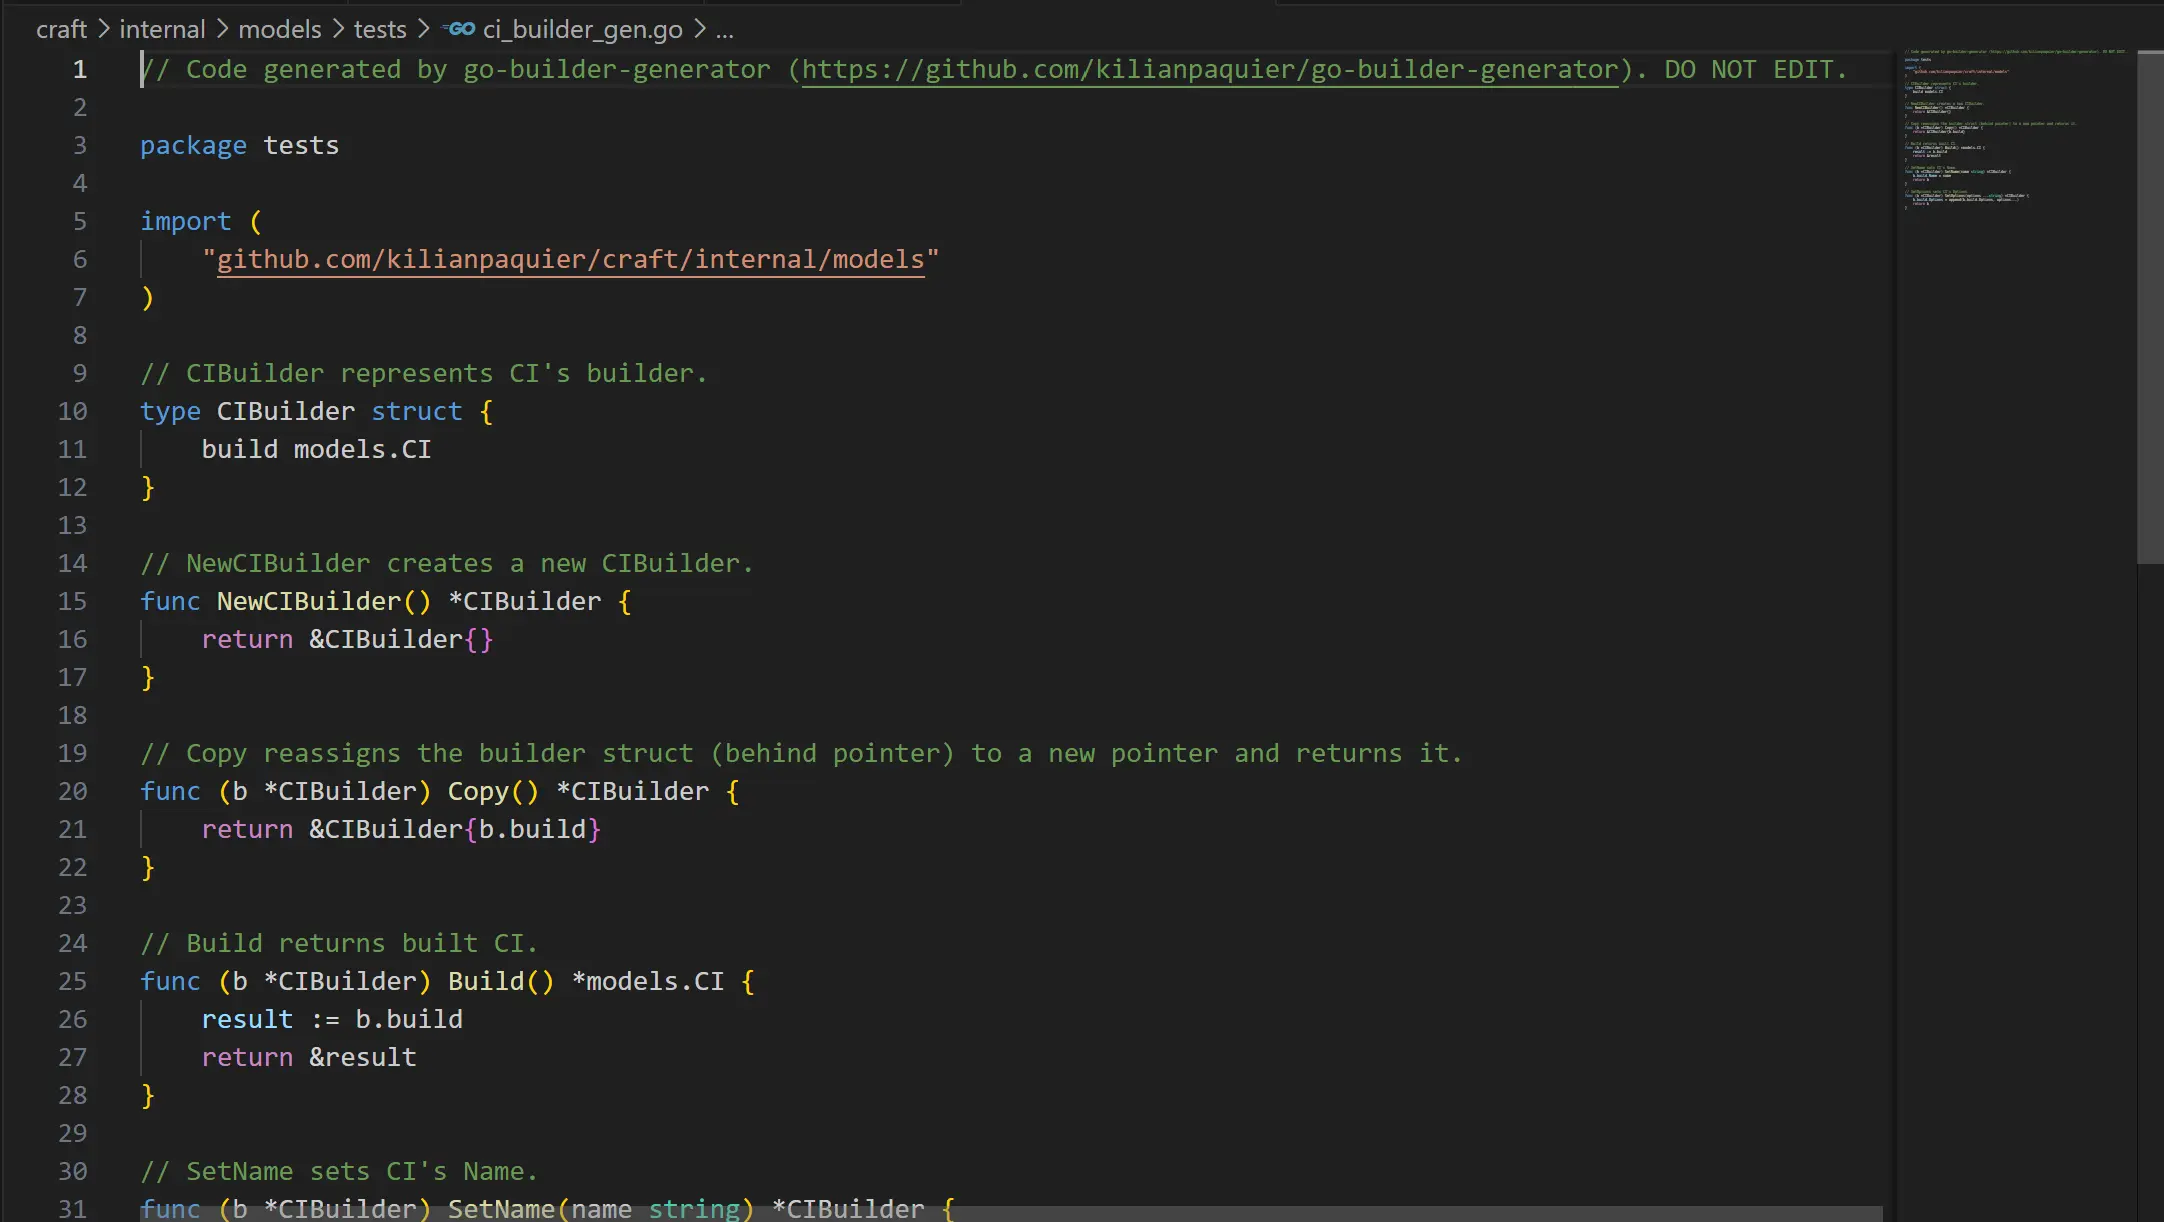 craft > internal > models > tests > GO ci_builder_gen.go > ...
1 // Code generated by go-builder-generator (https://github.com/kilianpaquier/go-builder-generator). DO NOT EDIT.
2
3 package tests
4
5 import (
6     "github.com/kilianpaquier/craft/internal/models"
7 )
8
9 // CIBuilder represents CI's builder.
10 type CIBuilder struct {
11     build models.CI
12 }
13
14 // NewCIBuilder creates a new CIBuilder.
15 func NewCIBuilder() *CIBuilder {
16     return &CIBuilder{}
17 }
18
19 // Copy reassigns the builder struct (behind pointer) to a new pointer and returns it.
20 func (b *CIBuilder) Copy() *CIBuilder {
21     return &CIBuilder{b.build}
22 }
23
24 // Build returns built CI.
25 func (b *CIBuilder) Build() *models.CI {
26     result := b.build
27     return &result
28 }
29
30 // SetName sets CI's Name.
31 func (b *CIBuilder) SetName(name string) *CIBuilder {